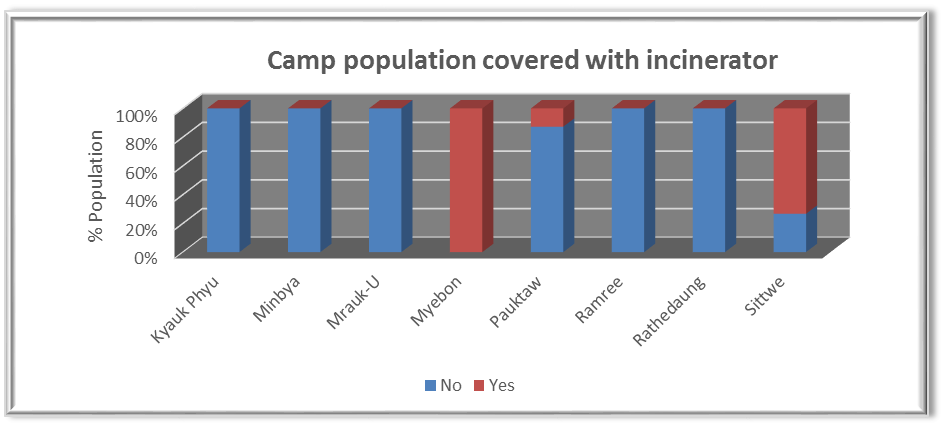 Camp population covered with incinerator
% Population
100%
80%
60%
40%
20%
0%
Kyauk Phyu
Minbya
Mrauk-U
Myebon
Pauktaw
Ramree
Rathedaung
Sittwe
No Yes